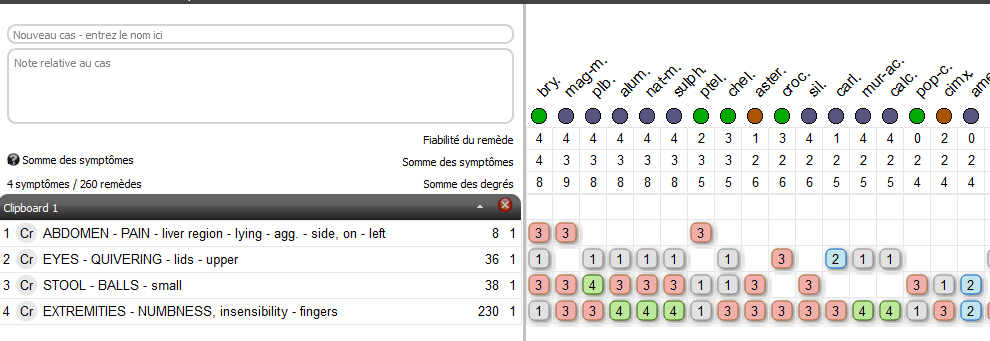 Nouveau cas - entrez le nom ici
Note relative au cas
bry. mag-m. plb. alum. nat-m. sulph. ptel. chel. aster. croc. sil. carl. mur-ac. calc. pop-c. cimx. ame
Fiabilité du remède 4 4 4 4 4 4 2 3 1 3 4 1 4 4 0 2 0
? Somme des symptômes Somme des symptômes 4 3 3 3 3 3 3 3 2 2 2 2 2 2 2 2 2
4 symptômes / 260 remèdes Somme des degrés 8 9 8 8 8 8 5 5 6 6 6 5 5 5 4 4 4
Clipboard 1
1 Cr ABDOMEN - PAIN - liver region - lying - agg. - side, on - left 8 1 3 3 3
2 Cr EYES - QUIVERING - lids - upper 36 1 1 1 1 1 1 1 3 2 1 1
3 Cr STOOL - BALLS - small 38 1 3 3 4 3 3 3 1 1 3 3 3 1 2
4 Cr EXTREMITIES - NUMBNESS, insensibility - fingers 230 1 1 3 3 4 4 4 1 3 3 3 3 3 4 4 1 3 2